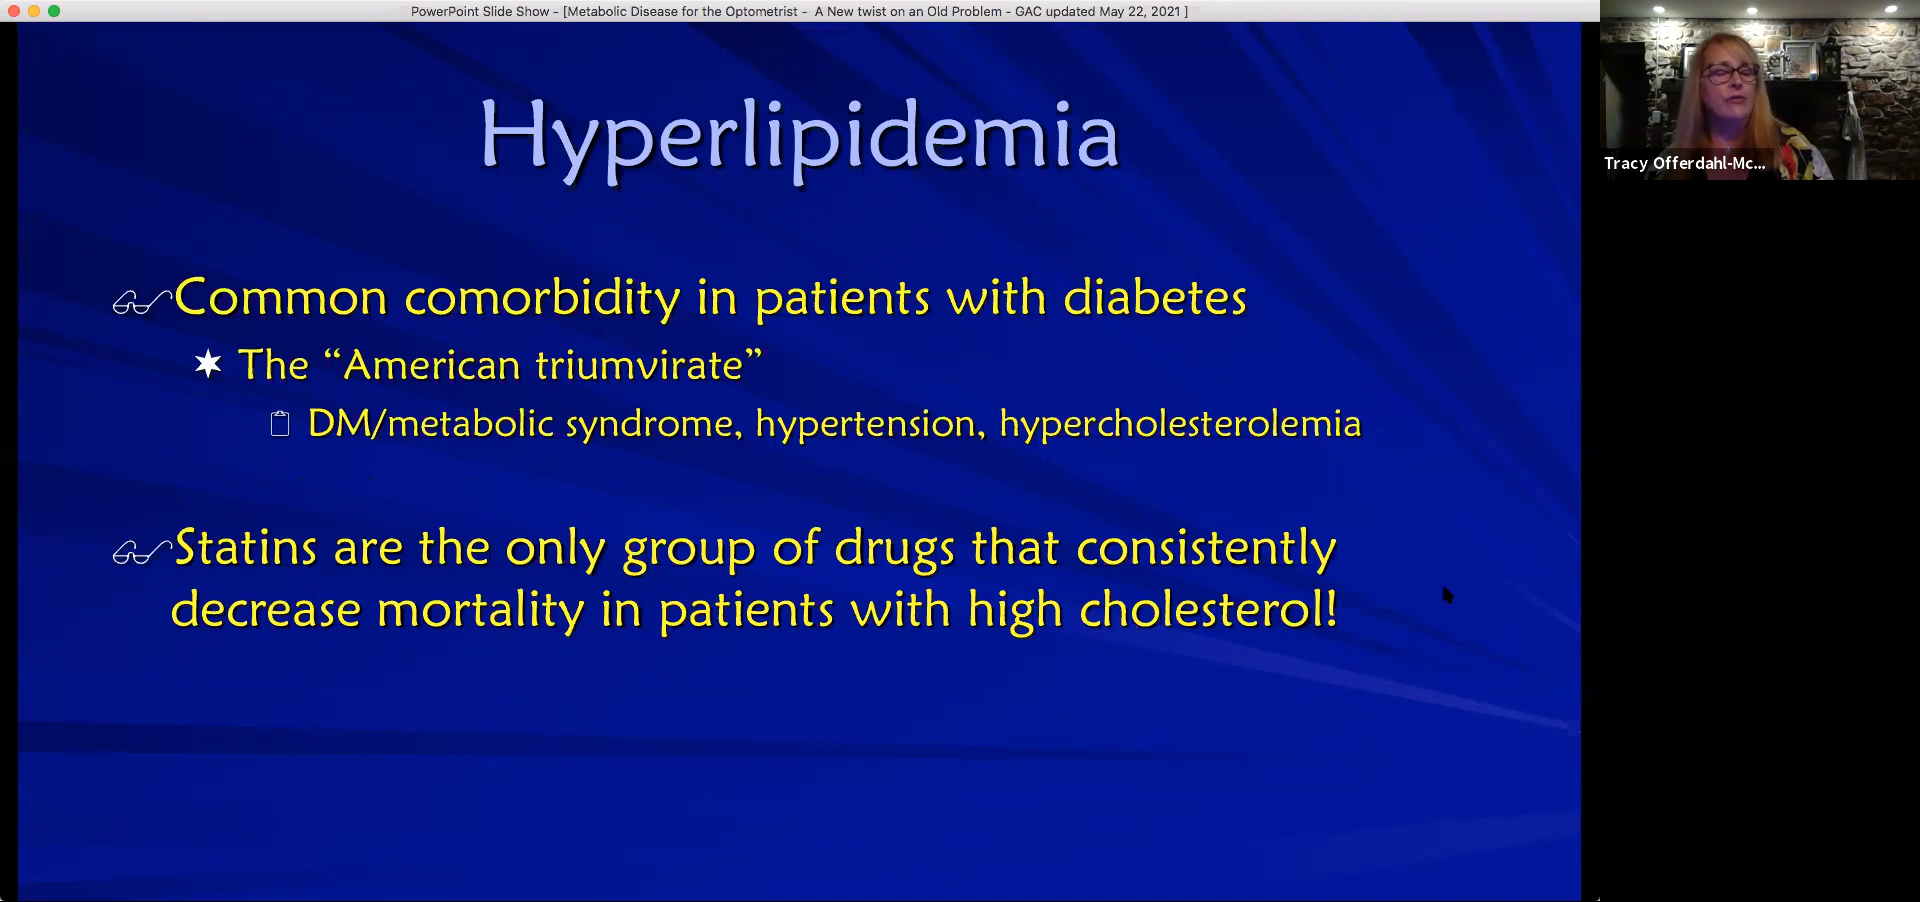 PowerPoint Slide Show - [Metabolic Disease for the Optometrist - A New twist on an Old Problem - GAC updated May 22, 2021 ]
Hyperlipidemia
Common comorbidity in patients with diabetes
The “American triumvirate”
DM/metabolic syndrome, hypertension, hypercholesterolemia
Statins are the only group of drugs that consistently
decrease mortality in patients with high cholesterol!
Tracy Offerdahl-Mc...